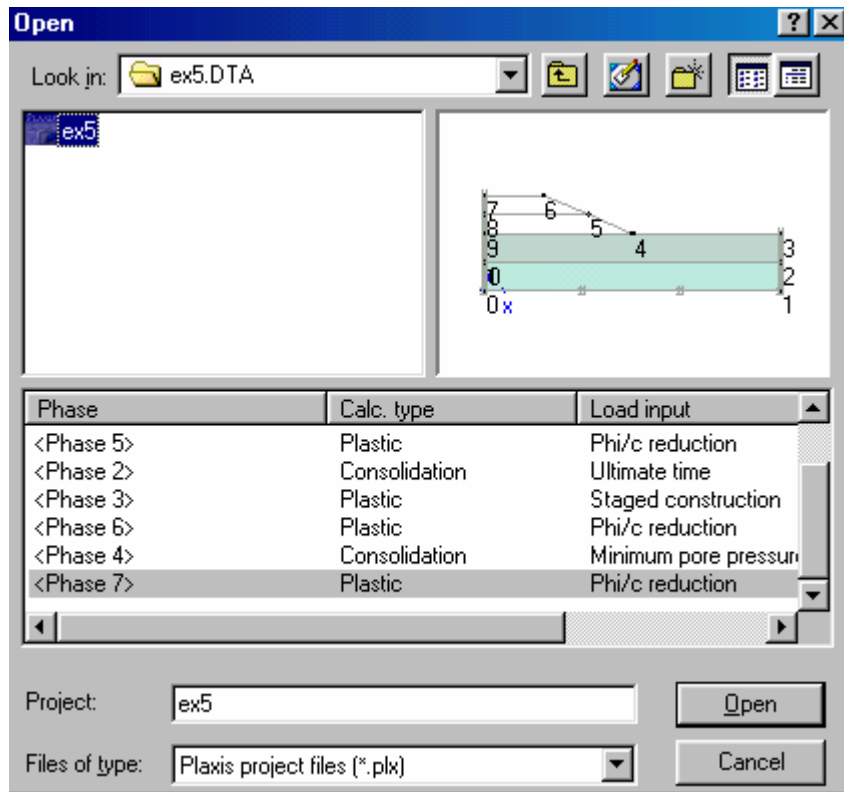 Open
Look in: ex5.DTA
ex5
7 6
8 5
9 4 3
0 2
0 x 1
Phase Calc. type Load input
<Phase 5> Plastic Phi/c reduction
<Phase 2> Consolidation Ultimate time
<Phase 3> Plastic Staged construction
<Phase 6> Plastic Phi/c reduction
<Phase 4> Consolidation Minimum pore pressur
<Phase 7> Plastic Phi/c reduction
Project: ex5 Open
Files of type: Plaxis project files (*.plx) Cancel